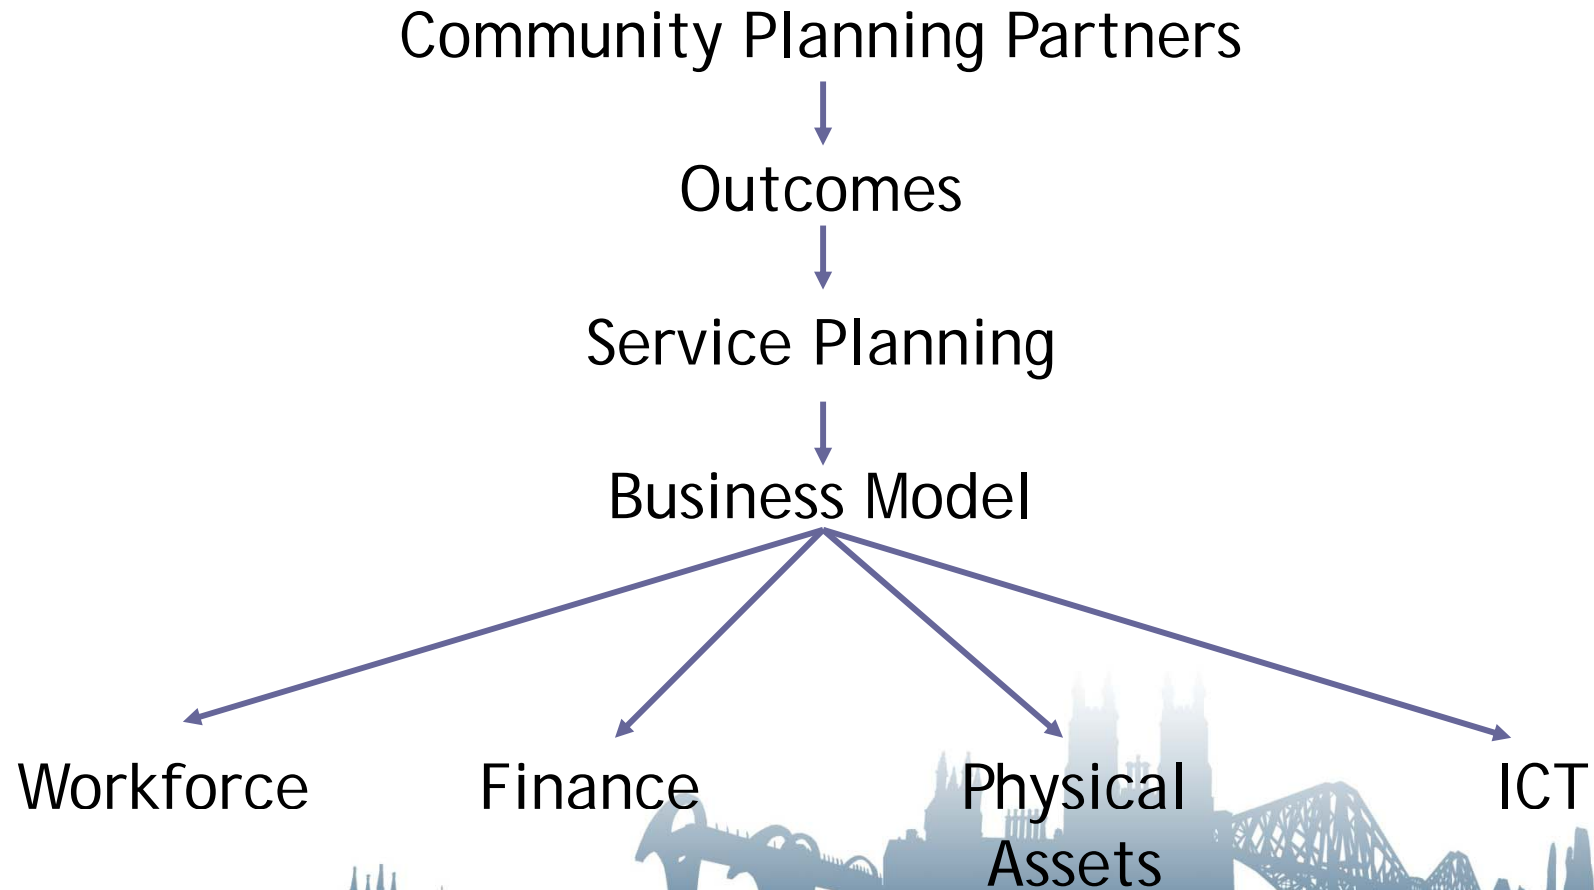 Community Planning Partners
Outcomes
Service Planning
Business Model
Workforce
Finance
Physical
Assets
ICT